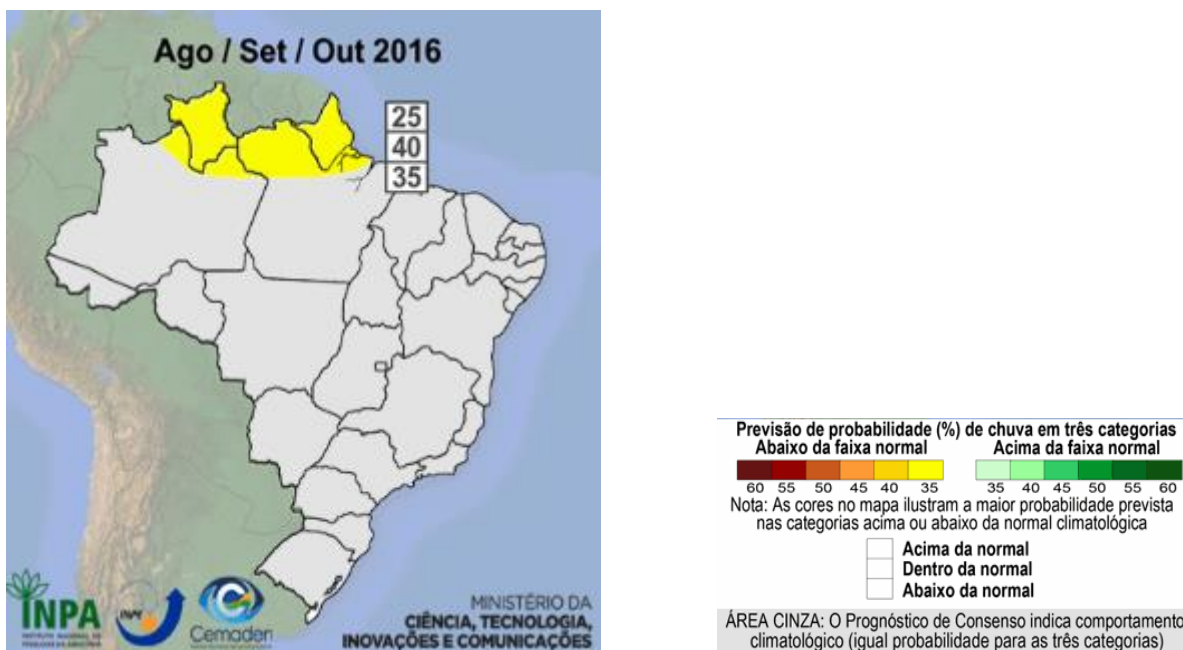 Ago / Set / Out 2016
25
40
35
INPA
INPE
Cemaden
MINISTÉRIO DA
CIÊNCIA, TECNOLOGIA,
INOVAÇÕES E COMUNICAÇÕES
Previsão de probabilidade (%) de chuva em três categorias
Abaixo da faixa normal Acima da faixa normal
60 55 50 45 40 35 35 40 45 50 55 60
Nota: As cores no mapa ilustram a maior probabilidade prevista
nas categorias acima ou abaixo da normal climatológica
Acima da normal
Dentro da normal
Abaixo da normal
ÁREA CINZA: O Prognóstico de Consenso indica comportamento
climatológico (igual probabilidade para as três categorias)